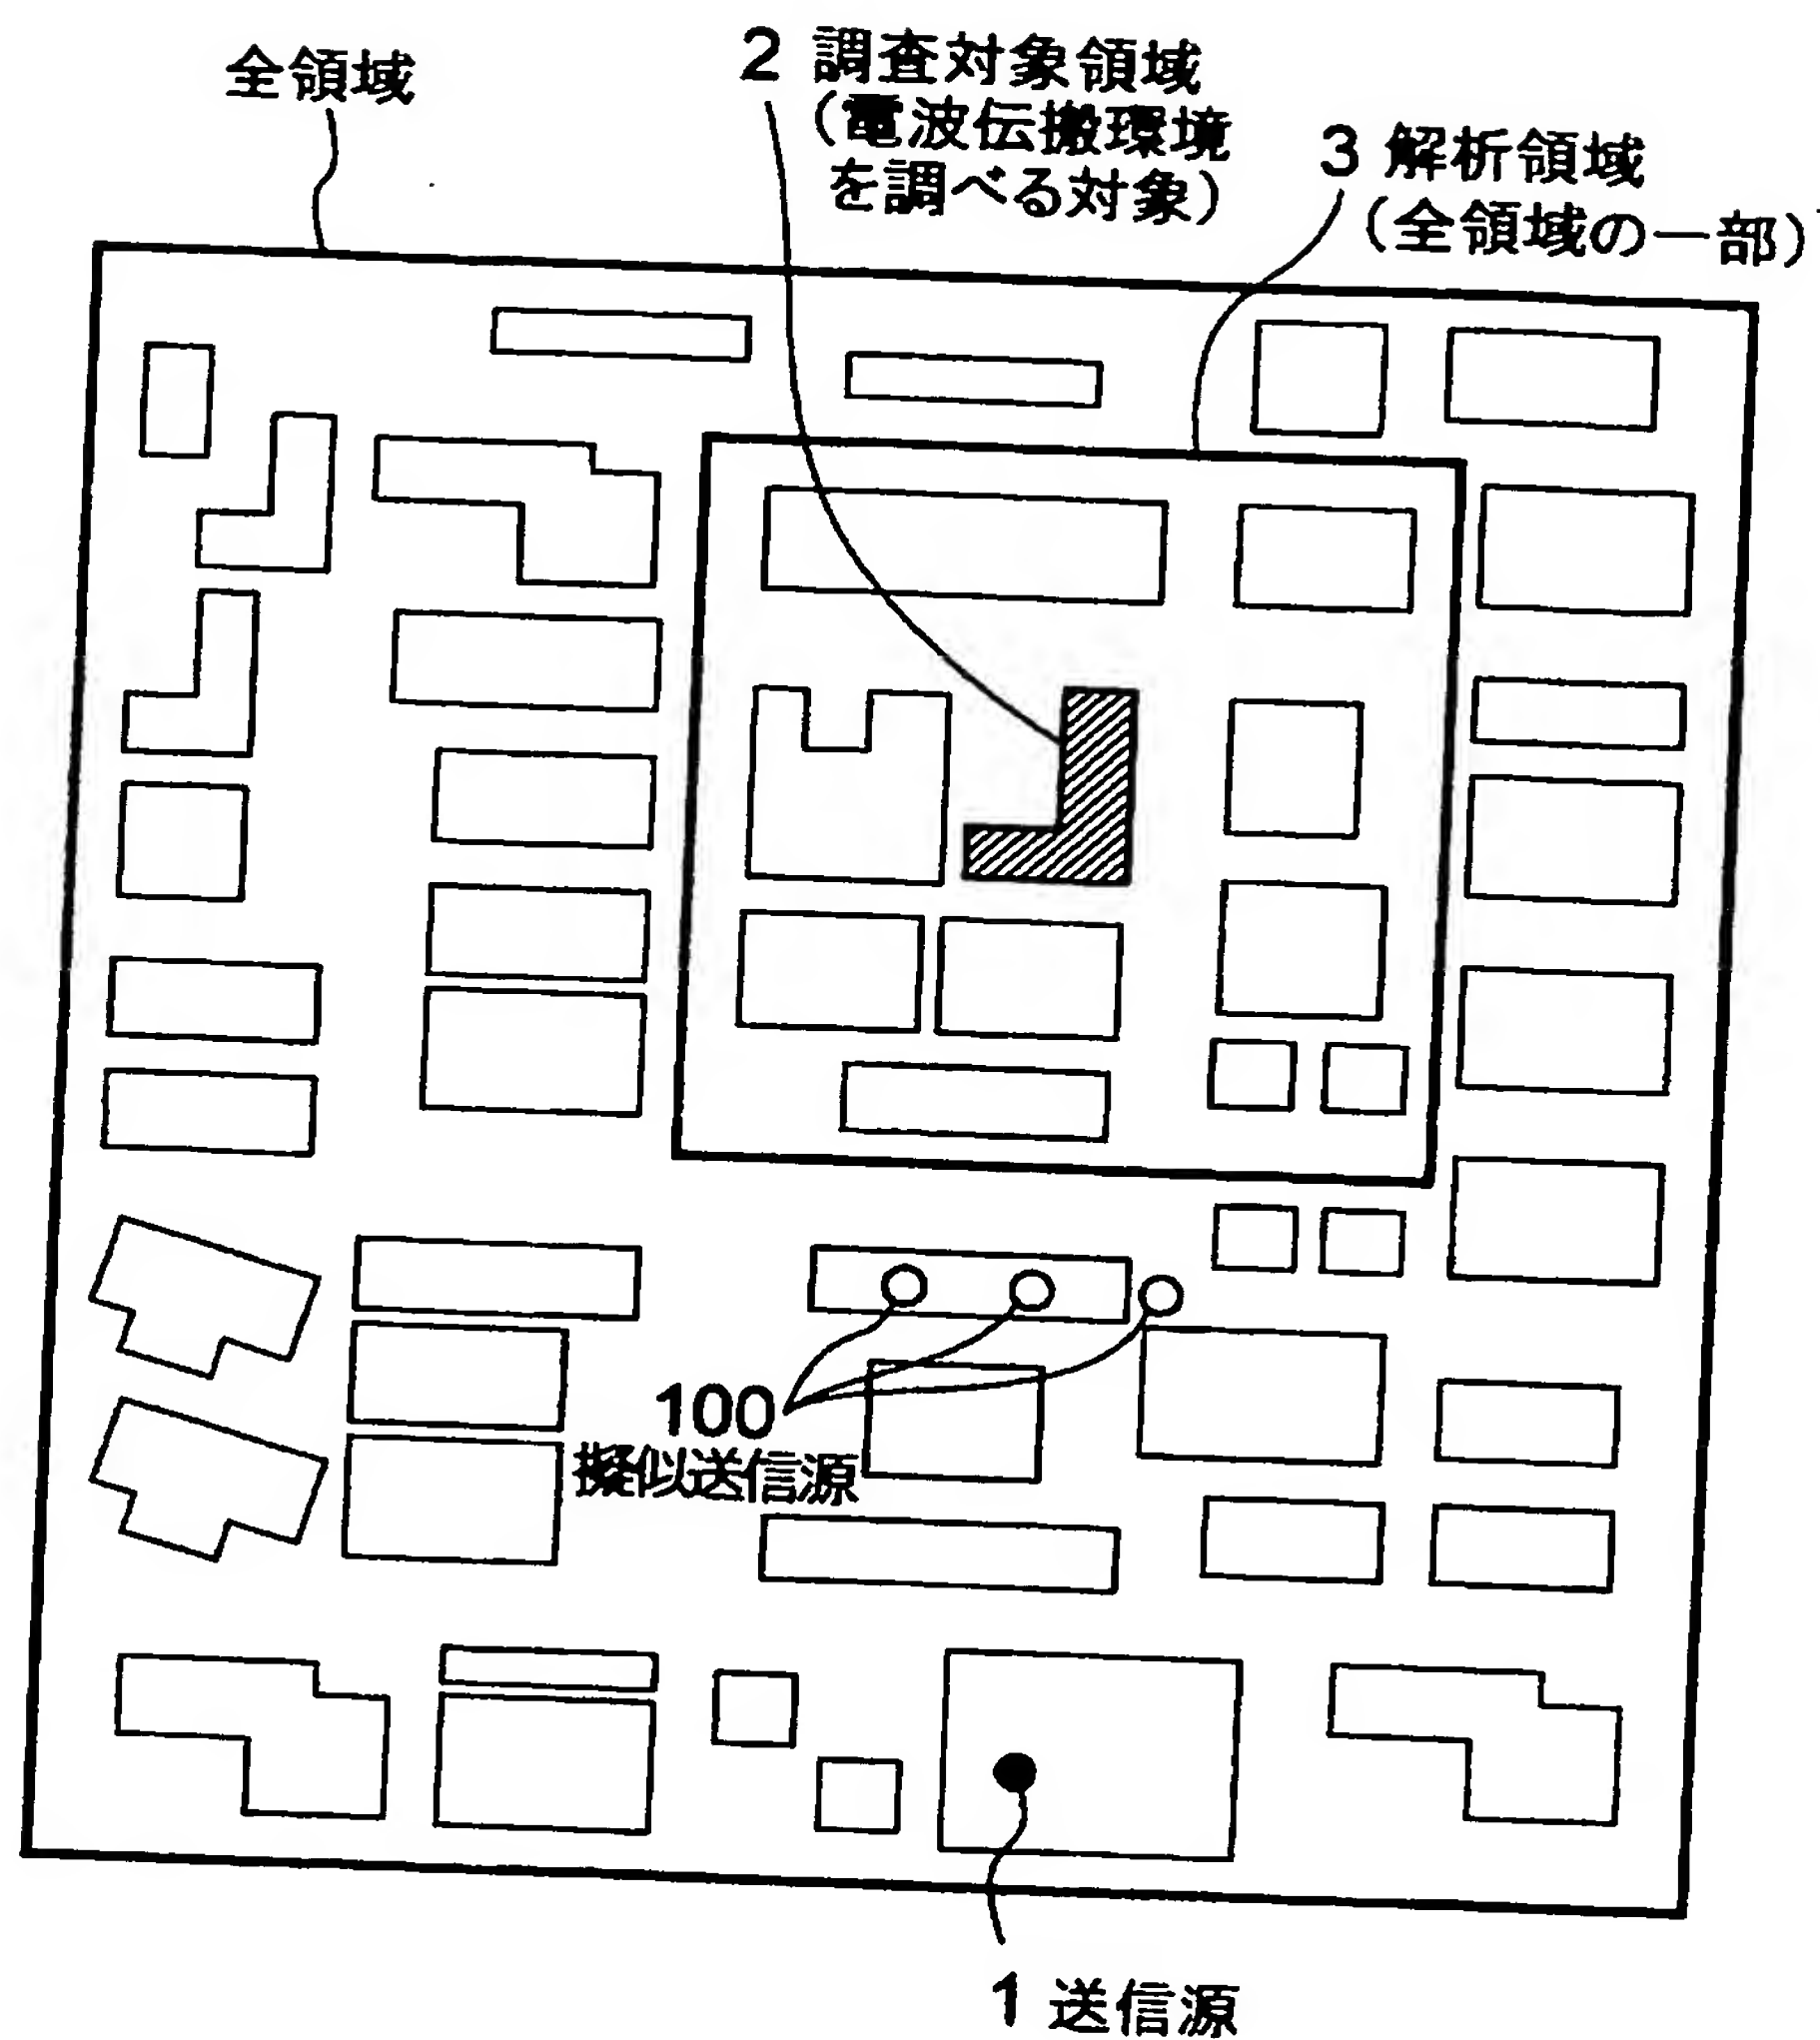 全領域
2 調査対象領域
(電波伝搬環境
を調べる対象)
3 解析領域
(全領域の一部)
100
擬似送信源
1 送信源